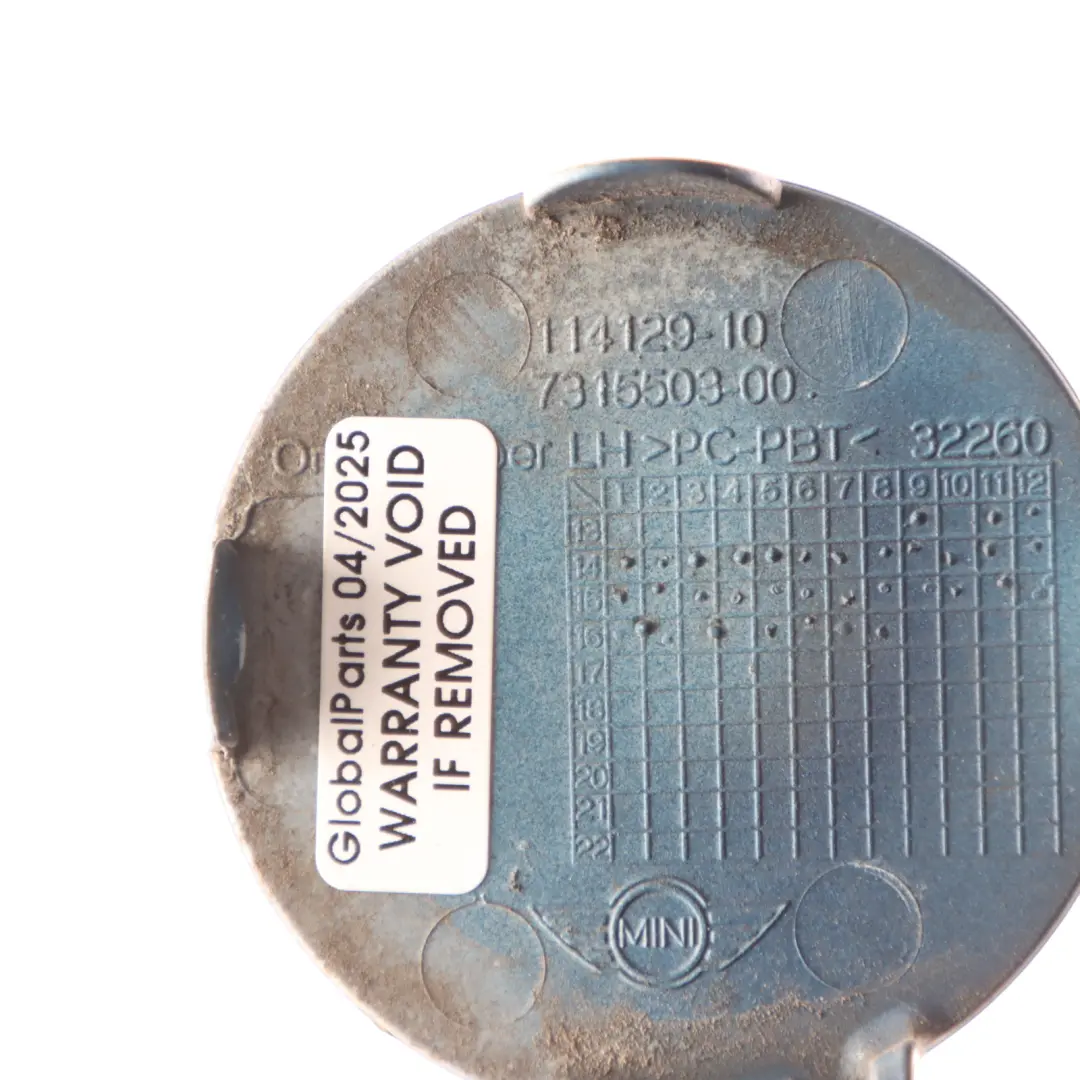 114129-10
7315503-00
LH >PC-PBT< 32260
1 2 3 4 5 6 7 8 9 10 11 12
13
14
15
16
17
18
19
20
21
22
MINI
GlobalParts 04/2025
WARRANTY VOID
IF REMOVED